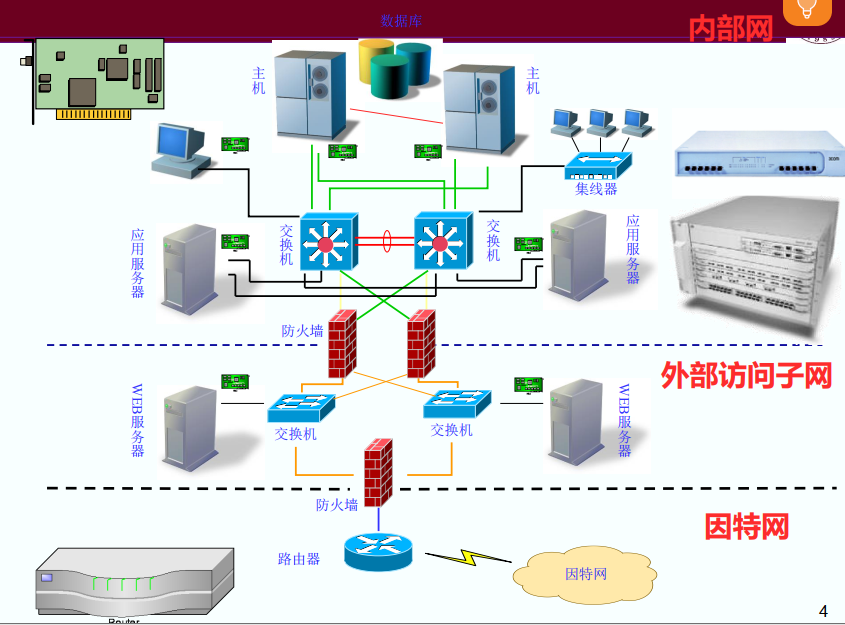 数据库
内部网
主机
主机
集线器
交换机
交换机
应用服务器
应用服务器
防火墙
外部访问子网
WEB服务器
WEB服务器
交换机
交换机
防火墙
因特网
路由器
因特网
Router
4